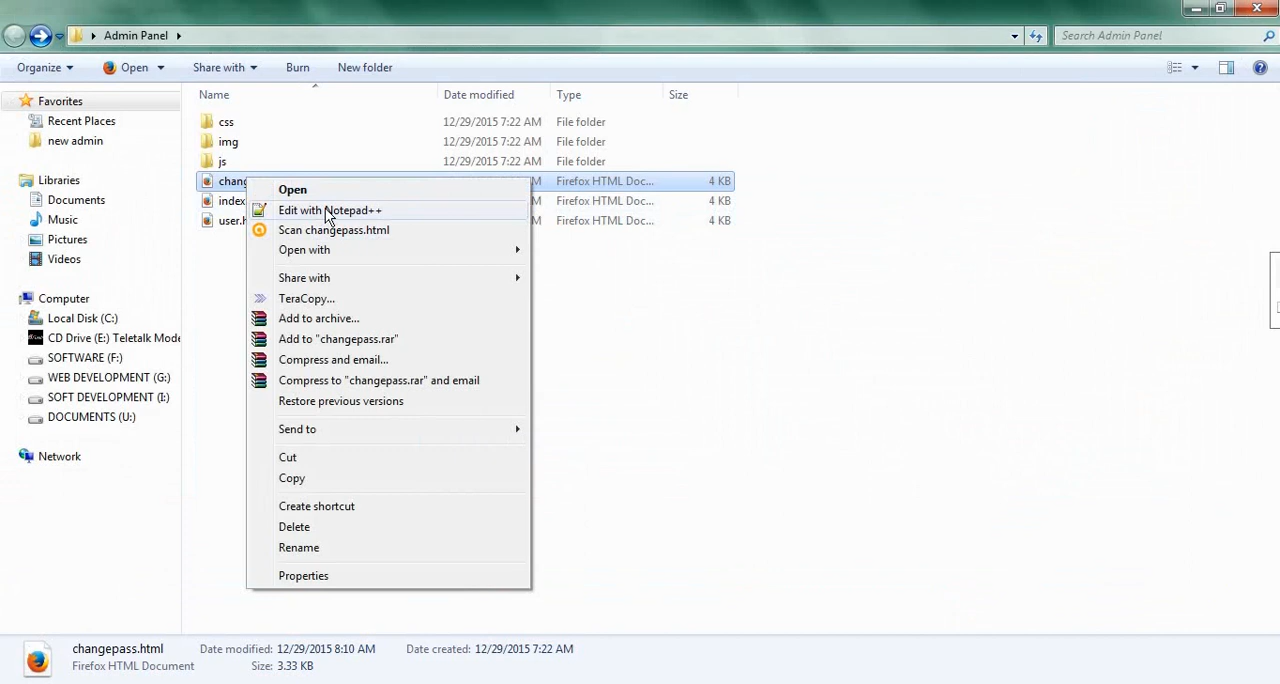 Admin Panel
Search Admin Panel
Organize Open Share with Burn New folder
Name Date modified Type Size
Favorites
Recent Places
new admin
Libraries
Documents
Music
Pictures
Videos
Computer
Local Disk (C:)
CD Drive (E:) Teletalk Mode
SOFTWARE (F:)
WEB DEVELOPMENT (G:)
SOFT DEVELOPMENT (I:)
DOCUMENTS (U:)
Network
css 12/29/2015 7:22 AM File folder
img 12/29/2015 7:22 AM File folder
js 12/29/2015 7:22 AM File folder
chang M Firefox HTML Doc... 4 KB
index M Firefox HTML Doc... 4 KB
user.h M Firefox HTML Doc... 4 KB
Open
Edit with Notepad++
Scan changepass.html
Open with
Share with
TeraCopy...
Add to archive...
Add to "changepass.rar"
Compress and email...
Compress to "changepass.rar" and email
Restore previous versions
Send to
Cut
Copy
Create shortcut
Delete
Rename
Properties
changepass.html Date modified: 12/29/2015 8:10 AM Date created: 12/29/2015 7:22 AM
Firefox HTML Document Size: 3.33 KB